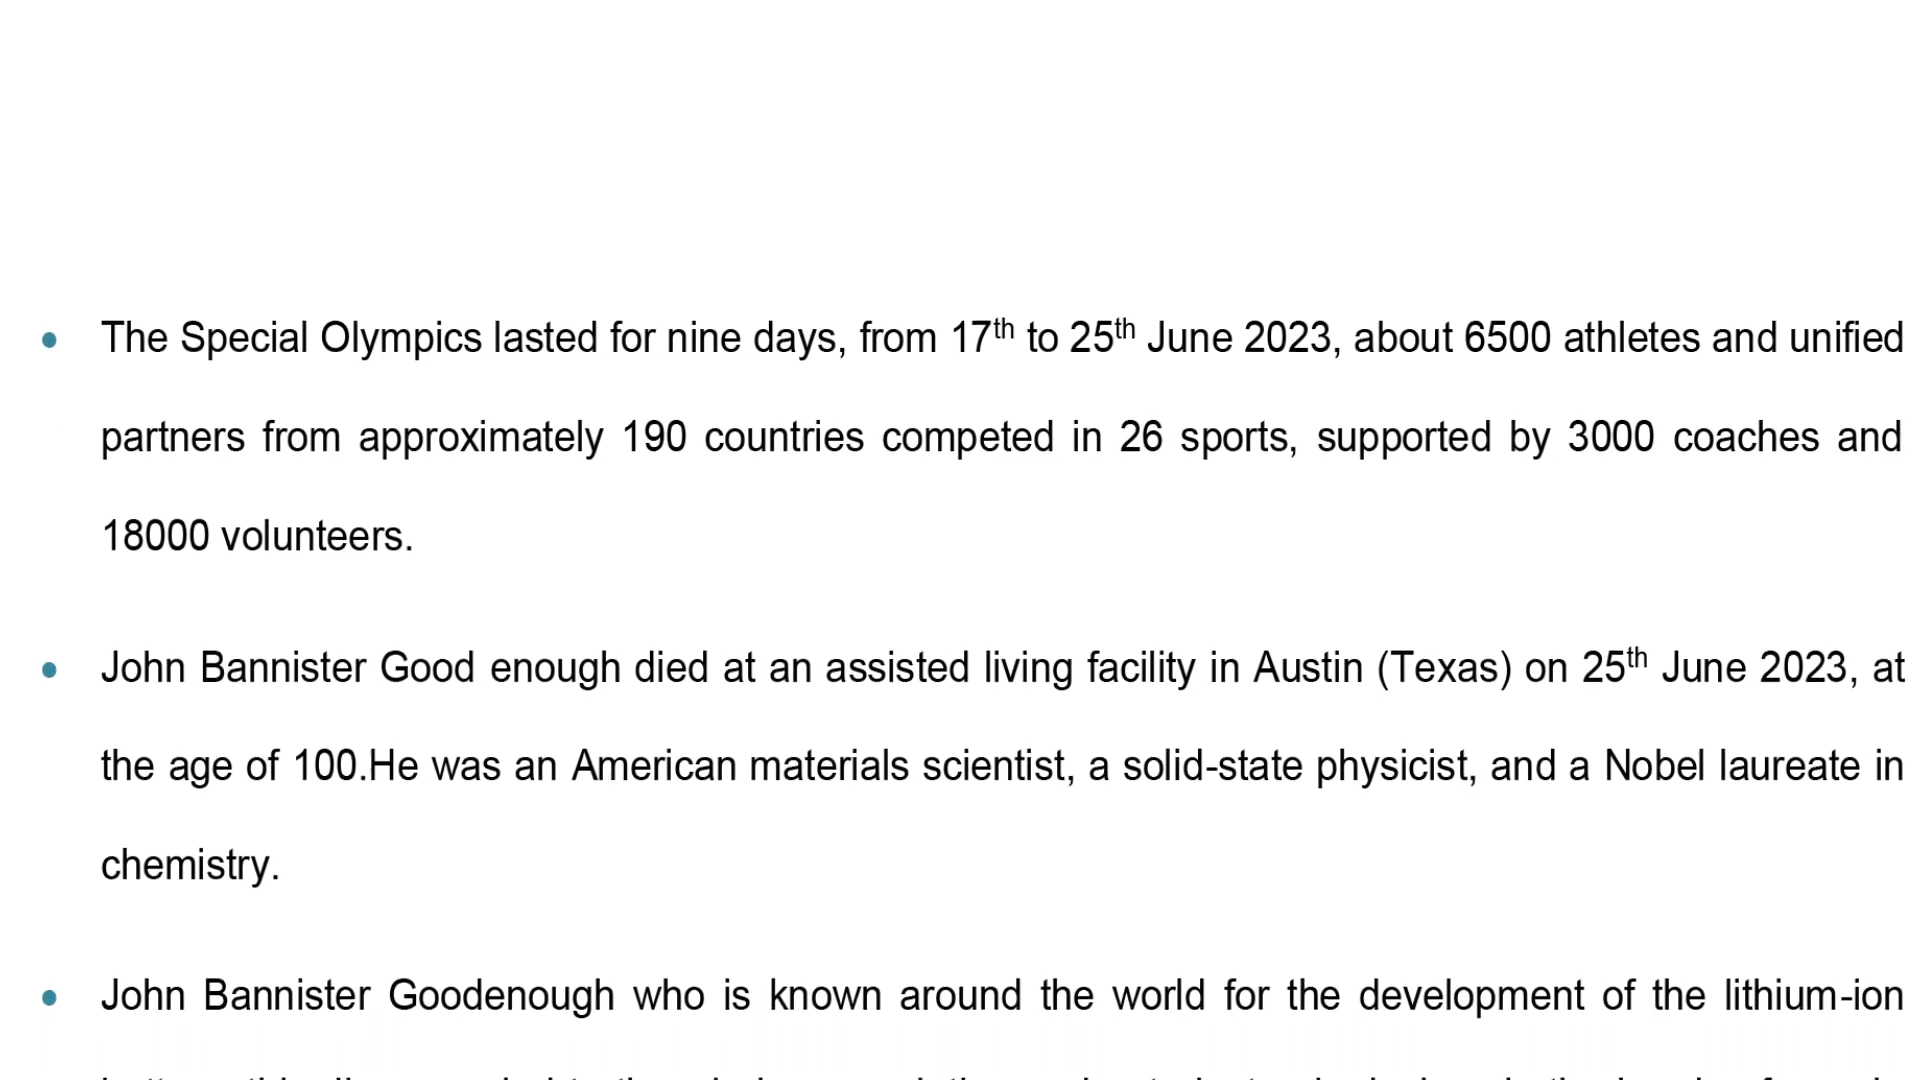 The Special Olympics lasted for nine days, from 17th to 25th June 2023, about 6500 athletes and unified
partners from approximately 190 countries competed in 26 sports, supported by 3000 coaches and
18000 volunteers.
John Bannister Good enough died at an assisted living facility in Austin (Texas) on 25th June 2023, at
the age of 100.He was an American materials scientist, a solid-state physicist, and a Nobel laureate in
chemistry.
John Bannister Goodenough who is known around the world for the development of the lithium-ion